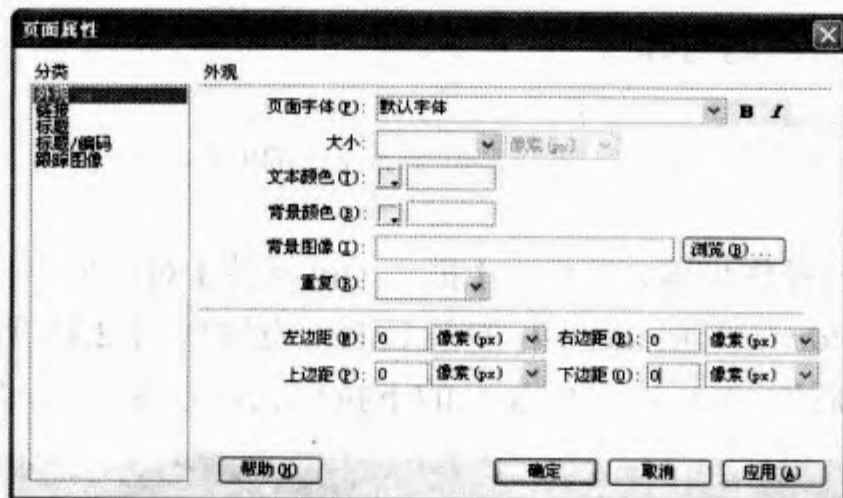 页面属性
分类
外观
外观
链接
标题
标题/编码
跟踪图像
页面字体(F): 默认字体 B I
大小: 像素(px)
文本颜色(T):
背景颜色(B):
背景图像(I): 浏览(B)...
重复(R):
左边距(M): 0 像素(px) 右边距(R): 0 像素(px)
上边距(P): 0 像素(px) 下边距(O): 0 像素(px)
帮助(H) 确定 取消 应用(A)